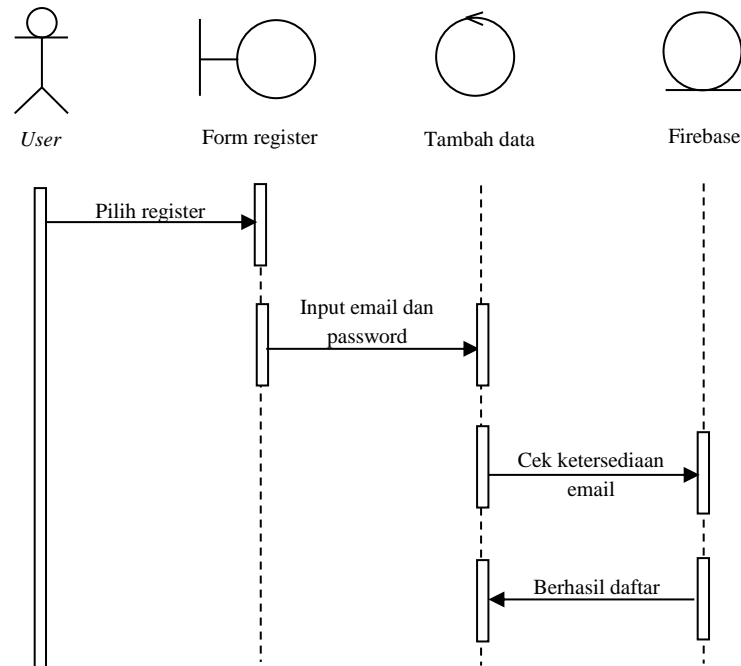 User
Form register
Tambah data
Firebase
Pilih register
Input email dan
password
Cek ketersediaan
email
Berhasil daftar